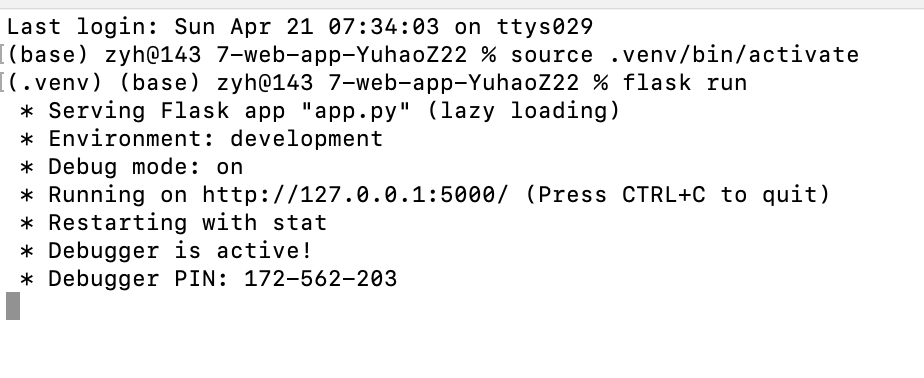 Last login: Sun Apr 21 07:34:03 on ttys029
[(base) zyh@143 7-web-app-YuhaoZ22 % source .venv/bin/activate
[(.venv) (base) zyh@143 7-web-app-YuhaoZ22 % flask run
 * Serving Flask app "app.py" (lazy loading)
 * Environment: development
 * Debug mode: on
 * Running on http://127.0.0.1:5000/ (Press CTRL+C to quit)
 * Restarting with stat
 * Debugger is active!
 * Debugger PIN: 172-562-203